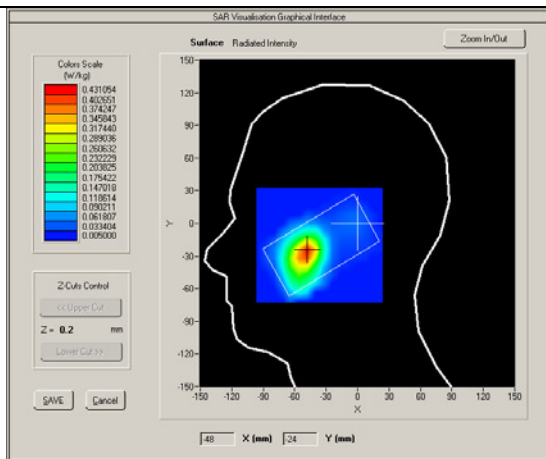 SAR Visualisation Graphical Interface
Surface Radiated Intensity
Zoom In/Out
Colors Scale
(W/kg)
0.431054
0.402651
0.374247
0.345843
0.317440
0.289036
0.260632
0.232229
0.203825
0.175422
0.147018
0.118614
0.090211
0.061807
0.033404
0.005000
Z-Cuts Control
<< Upper Cut
Z = 0.2 mm
Lower Cut >>
SAVE
Cancel
150-
120-
90-
60-
30-
0-
-30-
-60-
-90-
-120-
-150-
Y
-150 -120 -90 -60 -30 0 30 60 90 120 150
X
-48 X (mm) -24 Y (mm)